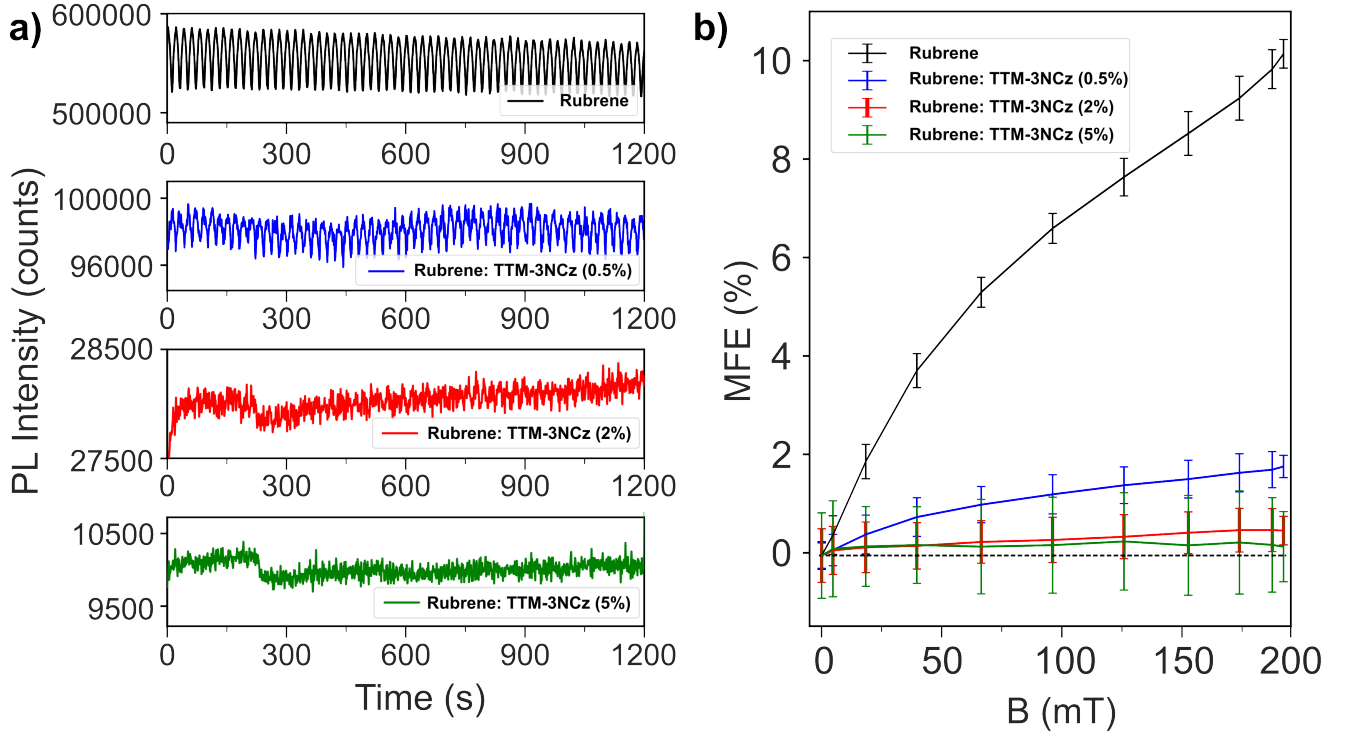 a)
PL Intensity (counts)
600000
500000
Rubrene
0 300 600 900 1200
100000
96000
Rubrene: TTM-3NCz (0.5%)
0 300 600 900 1200
28500
27500
Rubrene: TTM-3NCz (2%)
0 300 600 900 1200
10500
9500
Rubrene: TTM-3NCz (5%)
0 300 600 900 1200
Time (s)
b)
MFE (%)
10
8
6
4
2
0
Rubrene
Rubrene: TTM-3NCz (0.5%)
Rubrene: TTM-3NCz (2%)
Rubrene: TTM-3NCz (5%)
0 50 100 150 200
B (mT)